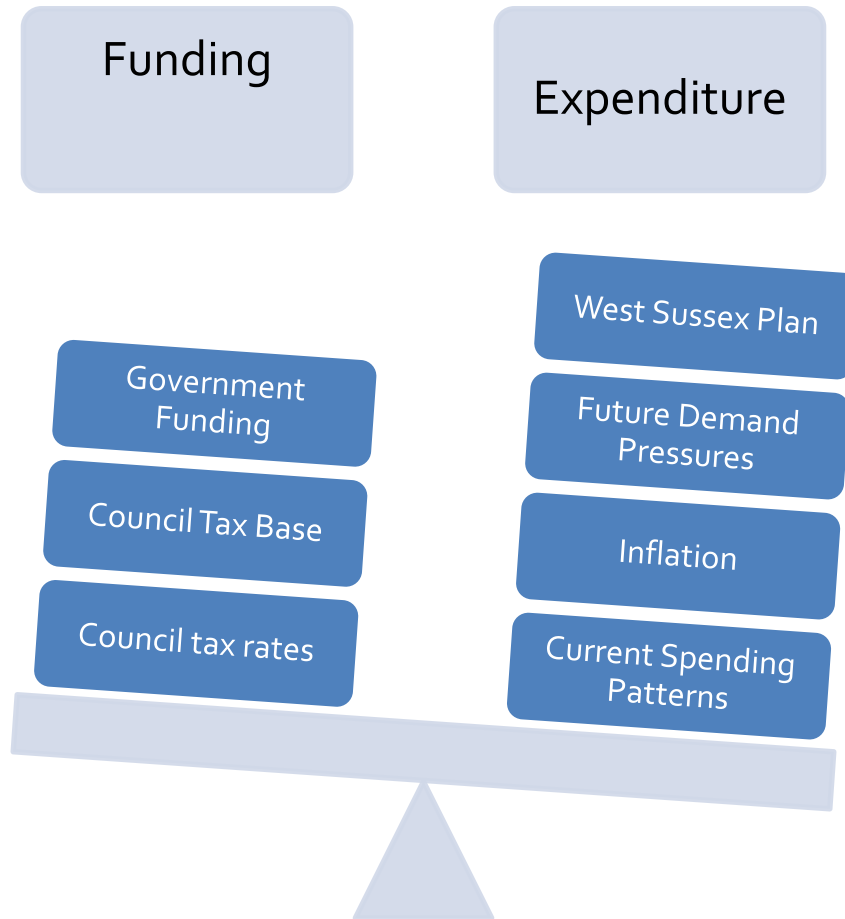 Funding
Expenditure
Government
Funding
Council Tax Base
Council tax rates
West Sussex Plan
Future Demand
Pressures
Inflation
Current Spending
Patterns